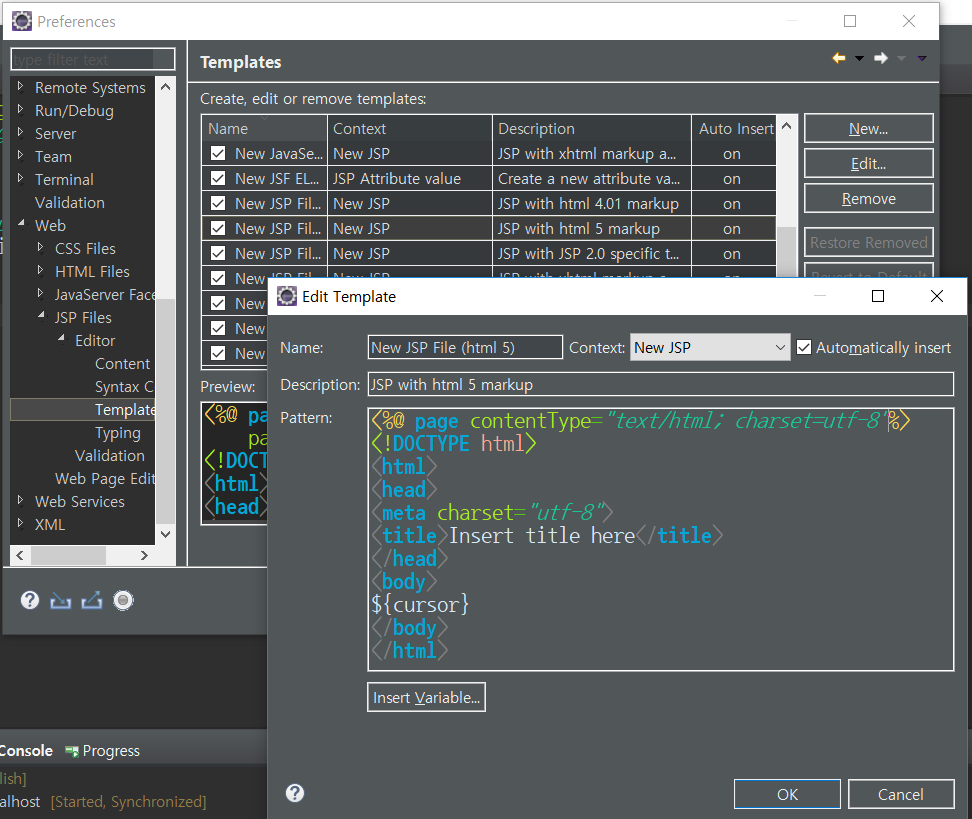 Preferences
type filter text
Remote Systems
Run/Debug
Server
Team
Terminal
Validation
Web
CSS Files
HTML Files
JavaServer Face
JSP Files
Editor
Content
Syntax C
Template
Typing
Validation
Web Page Edit
Web Services
XML
Templates
Create, edit or remove templates:
Name Context Description Auto Insert
New JavaSe... New JSP JSP with xhtml markup a... on
New JSF EL... JSP Attribute value Create a new attribute va... on
New JSP Fil... New JSP JSP with html 4.01 markup on
New JSP Fil... New JSP JSP with html 5 markup on
New JSP Fil... New JSP JSP with JSP 2.0 specific t... on
New JSP Fil... New JSP JSP with xhtml markup a... on
New
New
New
New...
Edit...
Remove
Restore Removed
Revert to Default
Preview:
<%@ pa
pa
<!DOCT
<html>
<head>
Edit Template
Name: New JSP File (html 5) Context: New JSP Automatically insert
Description: JSP with html 5 markup
Pattern:
<%@ page contentType="text/html; charset=utf-8"%>
<!DOCTYPE html>
<html>
<head>
<meta charset="utf-8">
<title>Insert title here</title>
</head>
<body>
${cursor}
</body>
</html>
Insert Variable...
OK Cancel
Console Progress
lish]
alhost [Started, Synchronized]